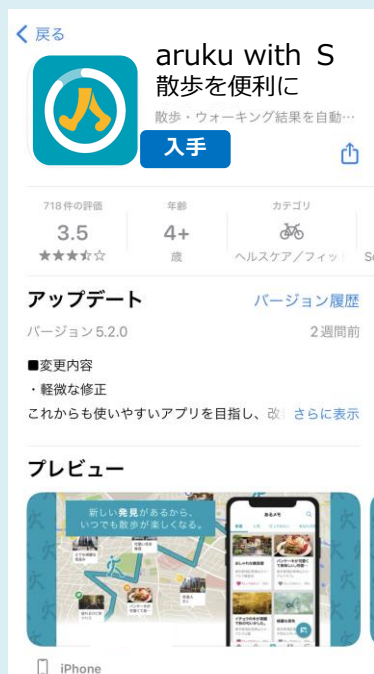 戻る
aruku with S
散歩を便利に
散歩・ウォーキング結果を自動…
入手
718件の評価
年齢
カテゴリ
3.5
4+
★★★★☆
歳
ヘルスケア／フィッ
アップデート
バージョン履歴
バージョン 5.2.0
2週間前
■変更内容
・軽微な修正
これからも使いやすいアプリを目指し、改
さらに表示
プレビュー
新しい発見があるから、
いつでも散歩が楽しくなる。
あるメモ
iPhone